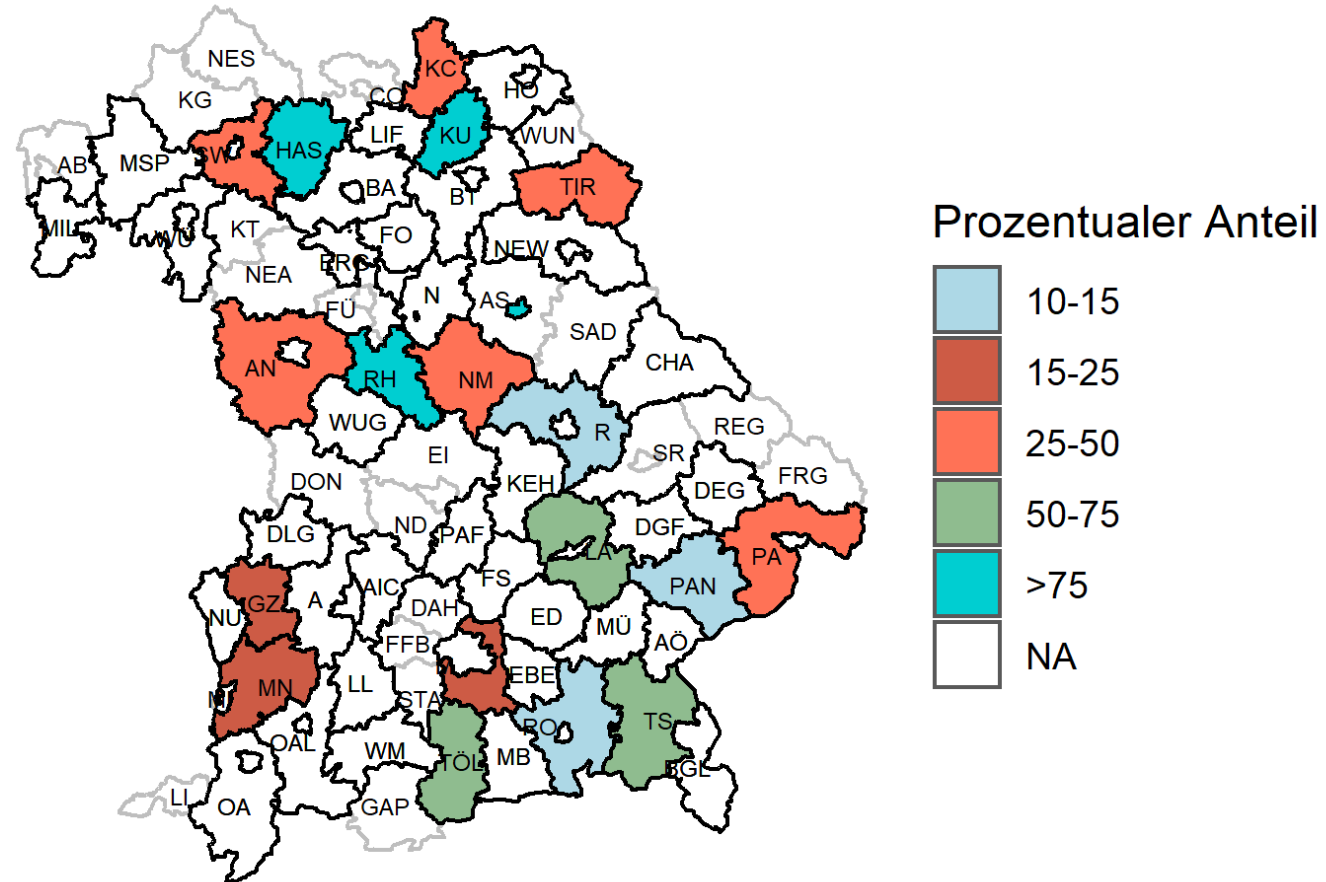 NES
KC
CO
HO
KG
SW
HAS
LIF
KU
WUN
AB
MSP
BA
BT
TIR
MIL
WÜ
KT
FO
NEW
ERC
NEA
FÜ
N
AS
SAD
AN
RH
NM
CHA
WUG
R
REG
EI
SR
KEH
DEG
FRG
DON
ND
PAF
DGF
DLG
LA
PA
AIC
FS
PAN
NU
GZ
A
DAH
ED
MÜ
AÖ
FFB
MN
LL
STA
EBE
RO
TS
OAL
WM
TÖL
MB
BGL
LI
OA
GAP
Prozentualer Anteil
10-15
15-25
25-50
50-75
>75
NA